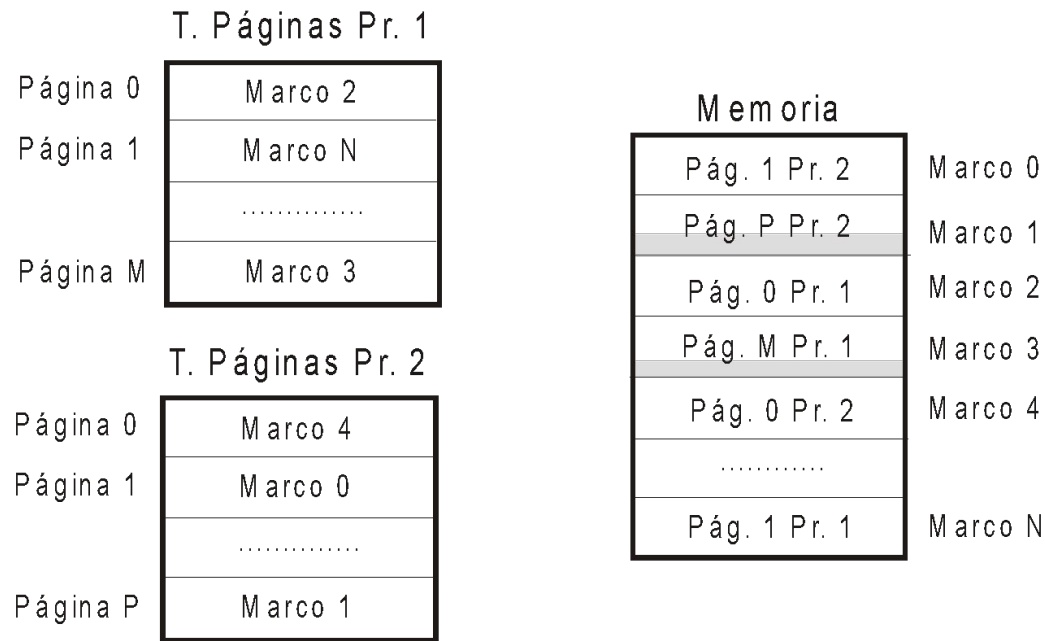 T. Páginas Pr. 1
Página 0 Marco 2
Página 1 Marco N
..............
Página M Marco 3
T. Páginas Pr. 2
Página 0 Marco 4
Página 1 Marco 0
..............
Página P Marco 1
Memoria
Pág. 1 Pr. 2 Marco 0
Pág. P Pr. 2 Marco 1
Pág. 0 Pr. 1 Marco 2
Pág. M Pr. 1 Marco 3
Pág. 0 Pr. 2 Marco 4
............
Pág. 1 Pr. 1 Marco N